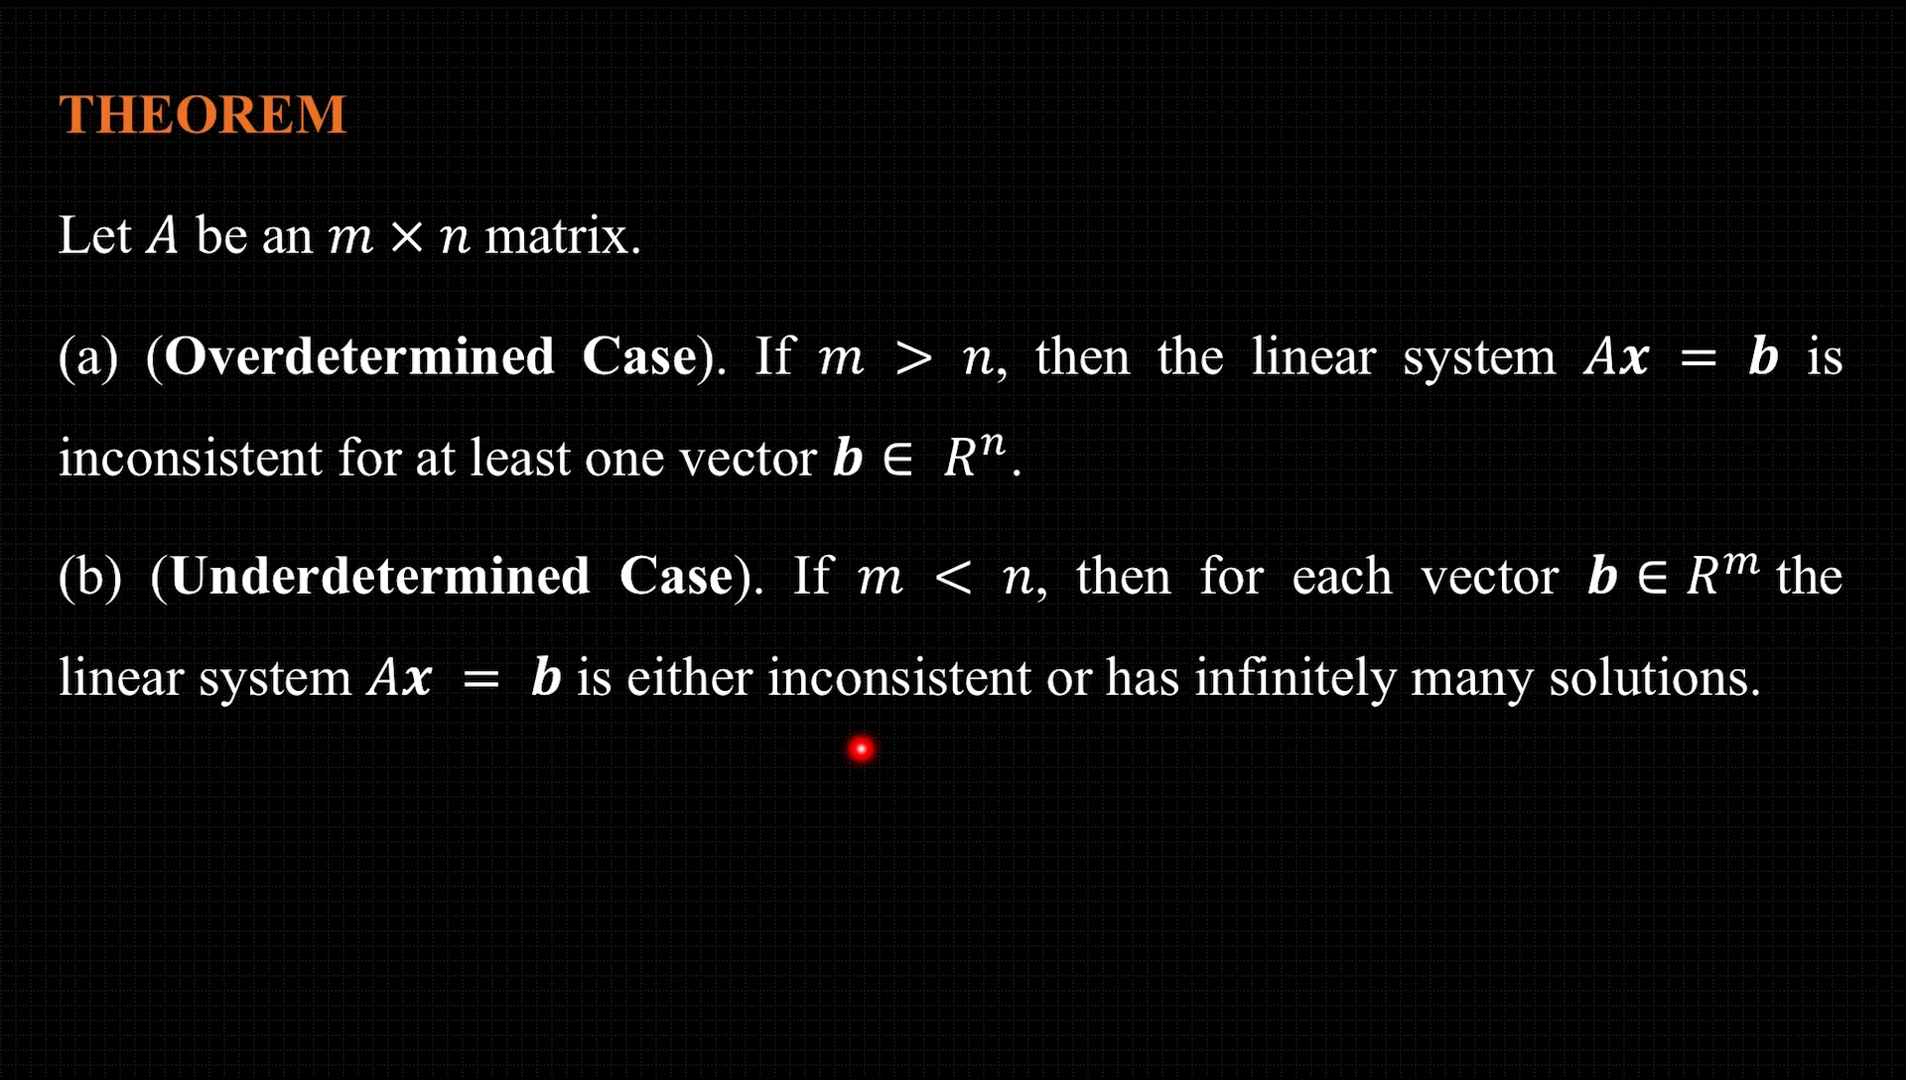 THEOREM
Let A be an m × n matrix.
(a) (Overdetermined Case). If m > n, then the linear system Ax = b is
inconsistent for at least one vector b ∈ Rⁿ.
(b) (Underdetermined Case). If m < n, then for each vector b ∈ Rᵐ the
linear system Ax = b is either inconsistent or has infinitely many solutions.